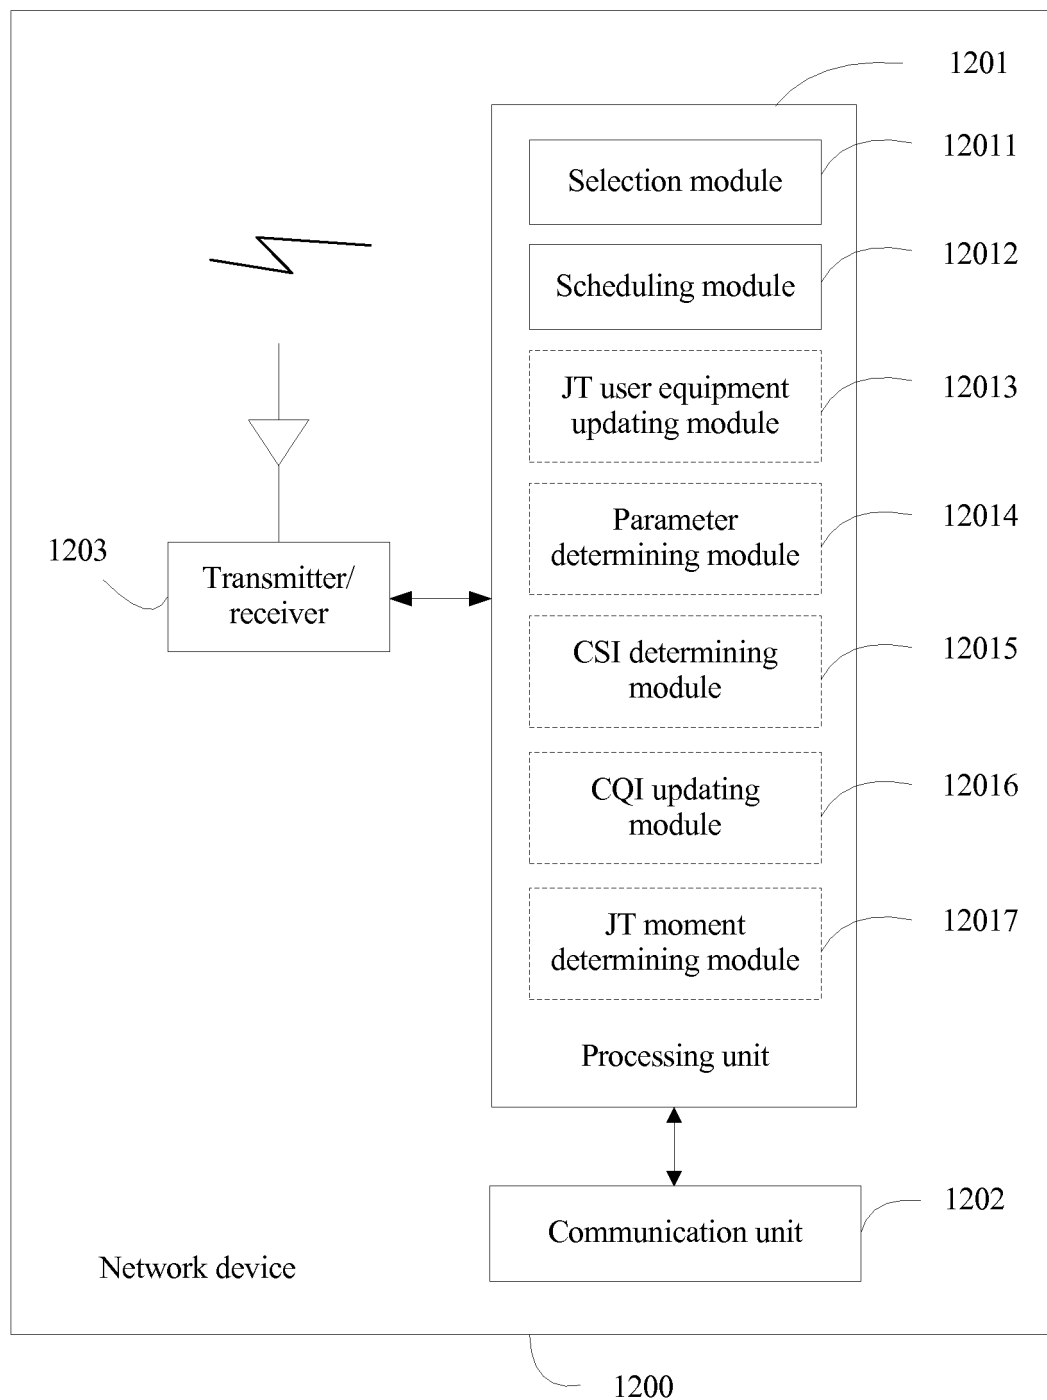 1201
12011
Selection module
12012
Scheduling module
JT user equipment
updating module
12013
Parameter
determining module
12014
1203
Transmitter/
receiver
CSI determining
module
12015
CQI updating
module
12016
JT moment
determining module
12017
Processing unit
Communication unit
1202
Network device
1200